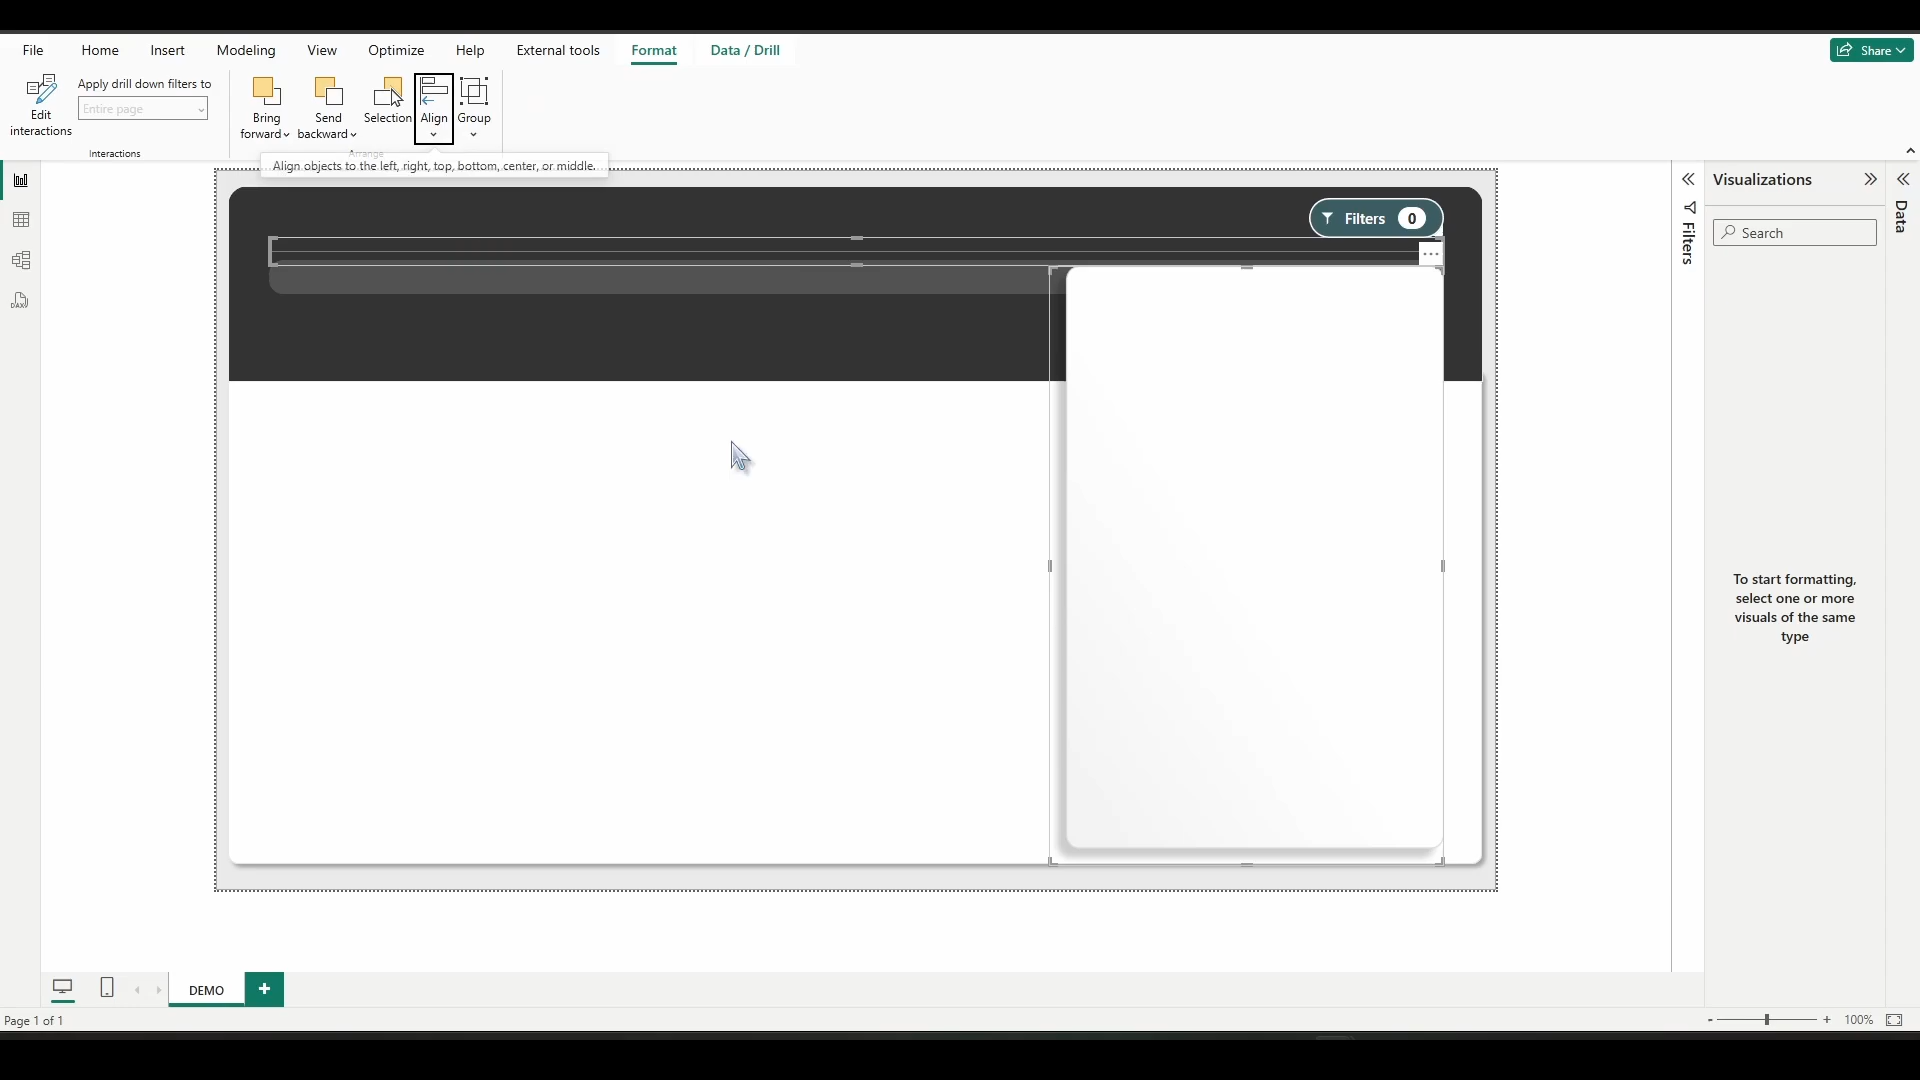 File Home Insert Modeling View Optimize Help External tools Format Data / Drill Share
Edit interactions
Apply drill down filters to
Entire page
Interactions
Bring forward
Send backward
Selection
Align
Group
Arrange
Align objects to the left, right, top, bottom, center, or middle.
Filters 0
Filters
Visualizations
Search
To start formatting,
select one or more
visuals of the same
type
Data
DAX
DEMO
Page 1 of 1
- + 100%